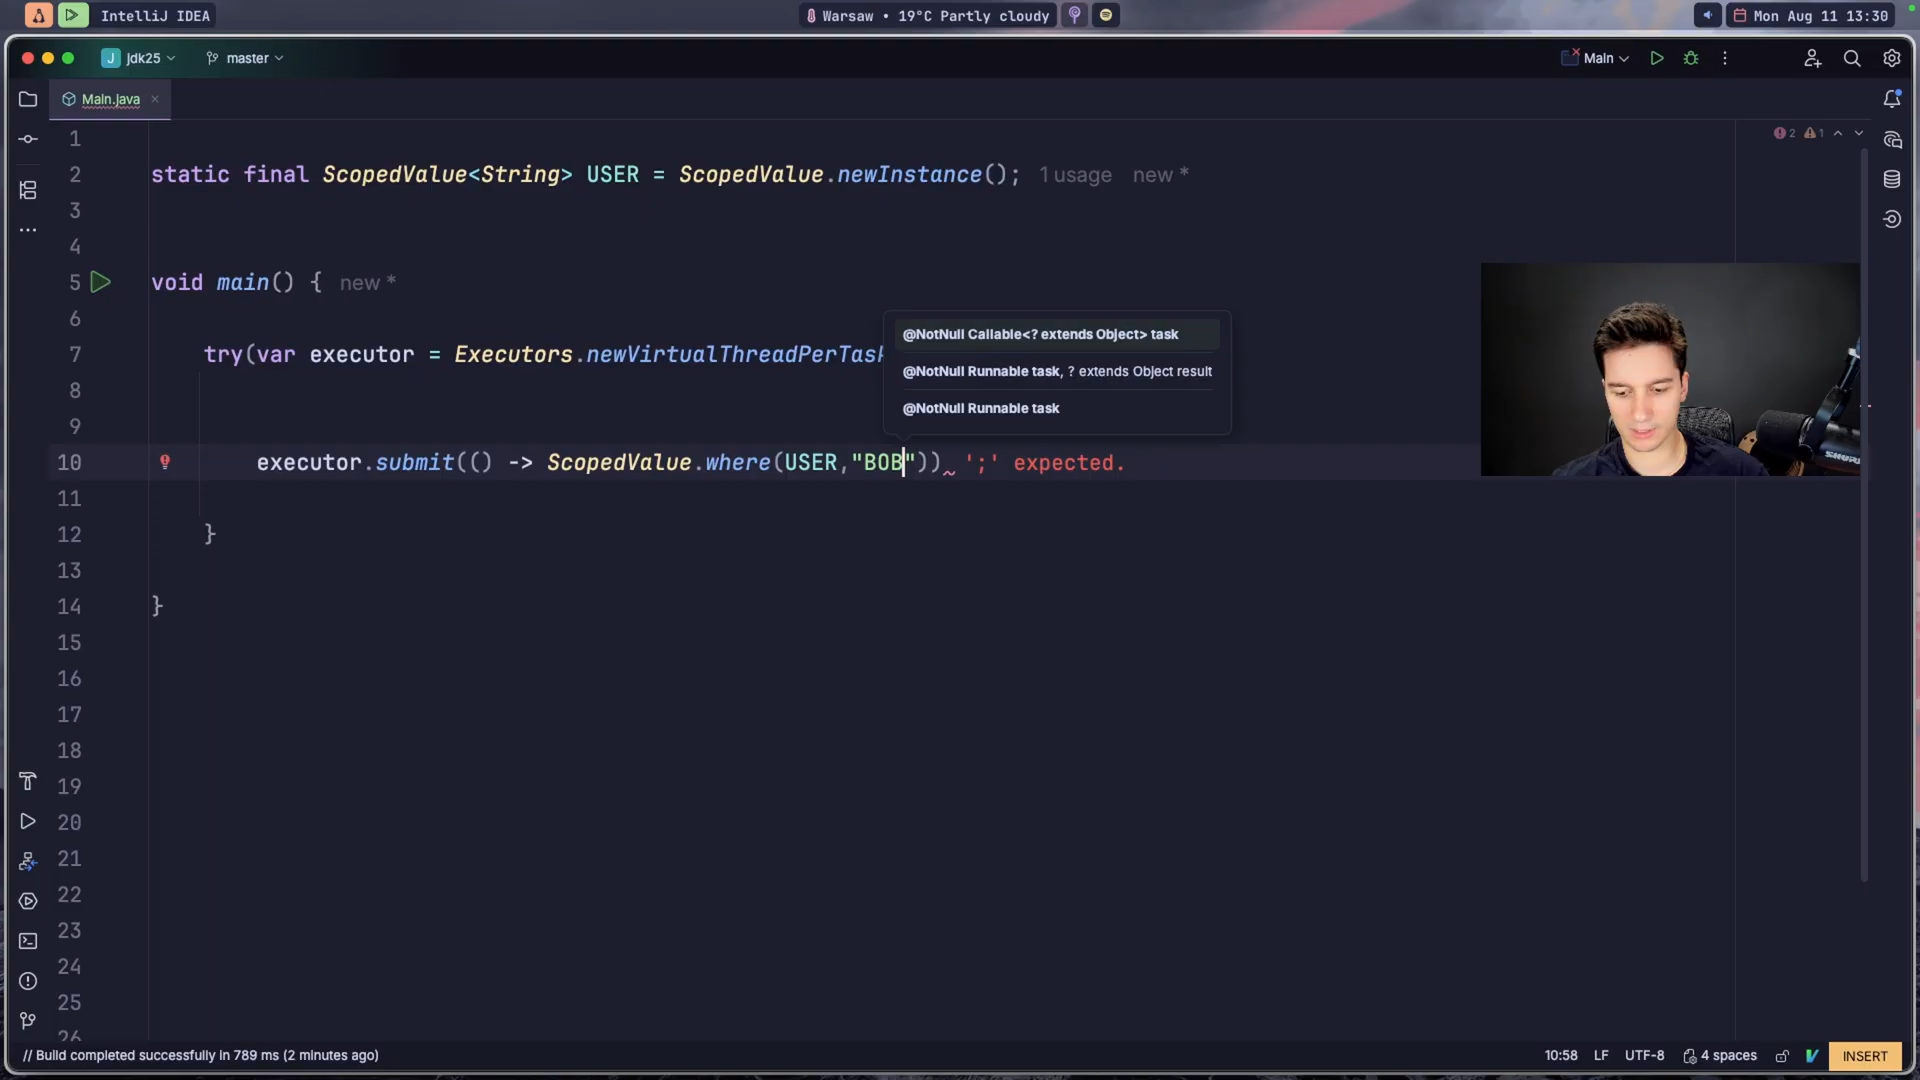 IntelliJ IDEA
Warsaw • 19°C Partly cloudy
Mon Aug 11 13:30
J jdk25
master
Main
Main.java
2 1
1
2 static final ScopedValue<String> USER = ScopedValue.newInstance(); 1 usage new *
3
4
5 void main() { new *
6
@NotNull Callable<? extends Object> task
7 try(var executor = Executors.newVirtualThreadPerTask
@NotNull Runnable task, ? extends Object result
8
@NotNull Runnable task
9
10 executor.submit(() -> ScopedValue.where(USER,"BOB")) ';' expected.
11
12 }
13
14 }
15
16
17
18
19
20
21
22
23
24
25
26
SHURE
// Build completed successfully in 789 ms (2 minutes ago)
10:58 LF UTF-8 4 spaces INSERT